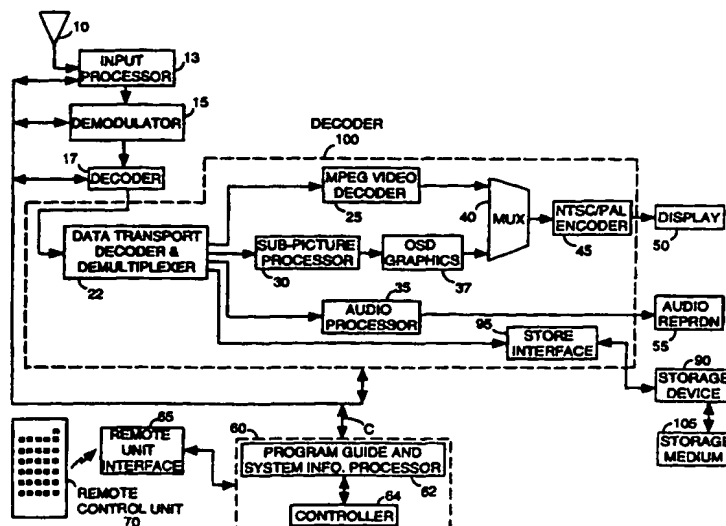 10
INPUT
PROCESSOR
13
15
DEMODULATOR
17
DECODER
DECODER
100
MPEG VIDEO
DECODER
25
40
MUX
NTSC/PAL
ENCODER
45
DISPLAY
50
DATA TRANSPORT
DECODER &
DEMULTIPLEXER
22
SUB-PICTURE
PROCESSOR
30
OSD
GRAPHICS
37
35
AUDIO
PROCESSOR
AUDIO
REPRDN
55
95
STORE
INTERFACE
90
STORAGE
DEVICE
105
STORAGE
MEDIUM
C
65
REMOTE
UNIT
INTERFACE
REMOTE
CONTROL UNIT
70
60
PROGRAM GUIDE AND
SYSTEM INFO. PROCESSOR
62
64
CONTROLLER